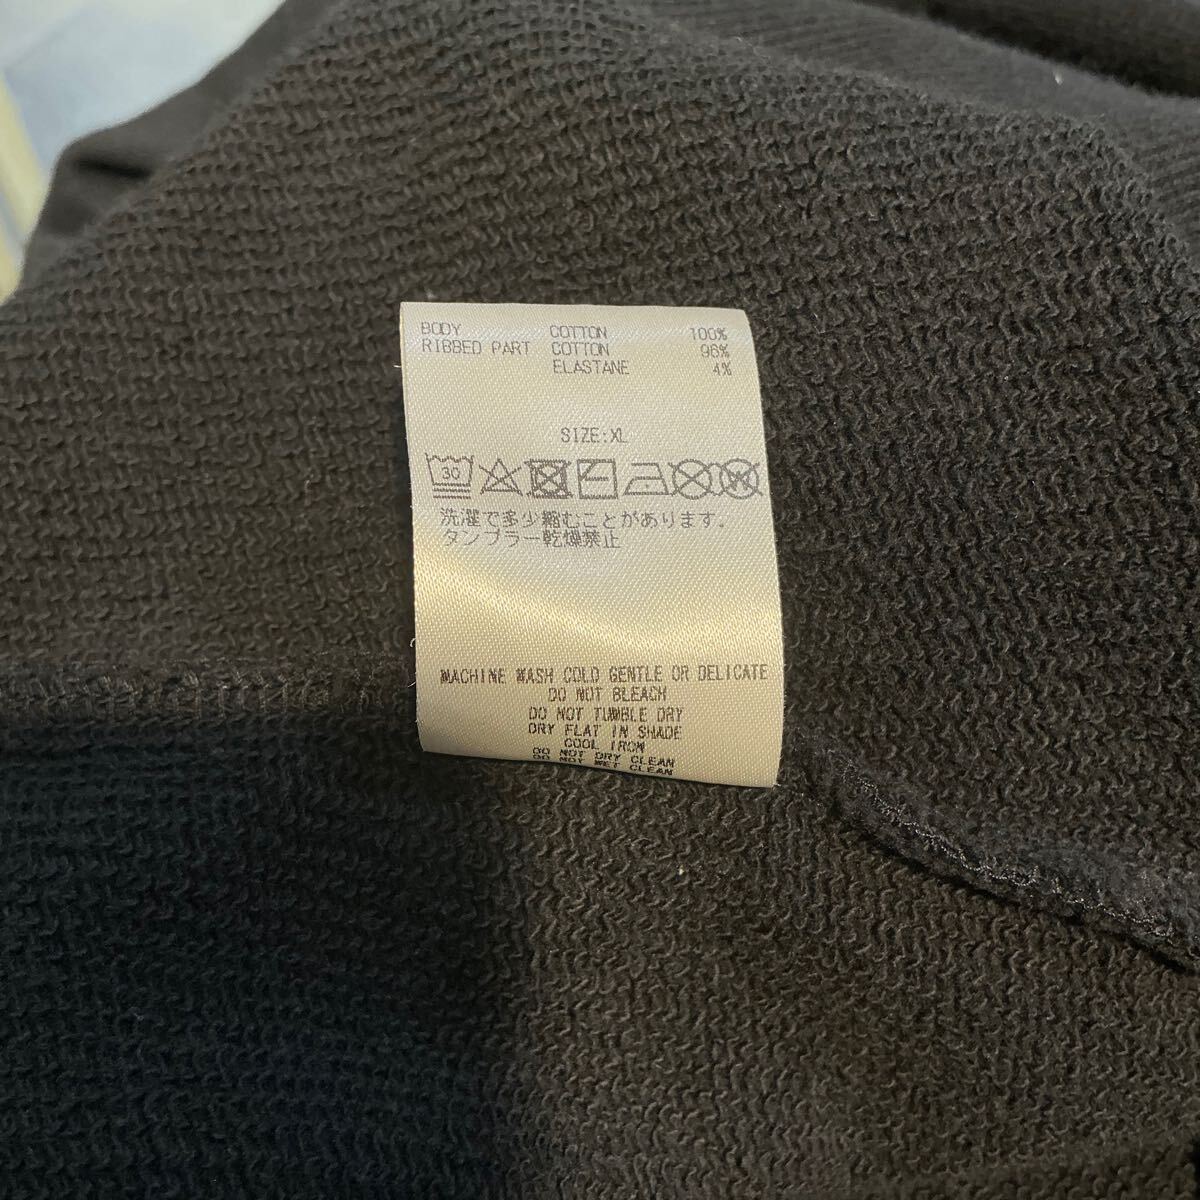 BODY COTTON 100%
RIBBED PART COTTON 96%
ELASTANE 4%
SIZE:XL
30
洗濯で多少縮むことがあります。
タンブラー乾燥禁止
MACHINE WASH COLD GENTLE OR DELICATE
DO NOT BLEACH
DO NOT TUMBLE DRY
DRY FLAT IN SHADE
COOL IRON
DO NOT DRY CLEAN
DO NOT WET CLEAN